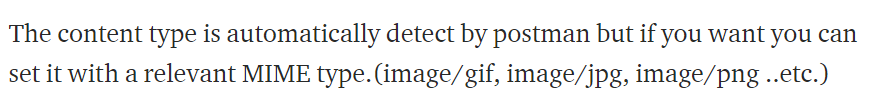 The content type is automatically detect by postman but if you want you can
set it with a relevant MIME type.(image/gif, image/jpg, image/png ..etc.)